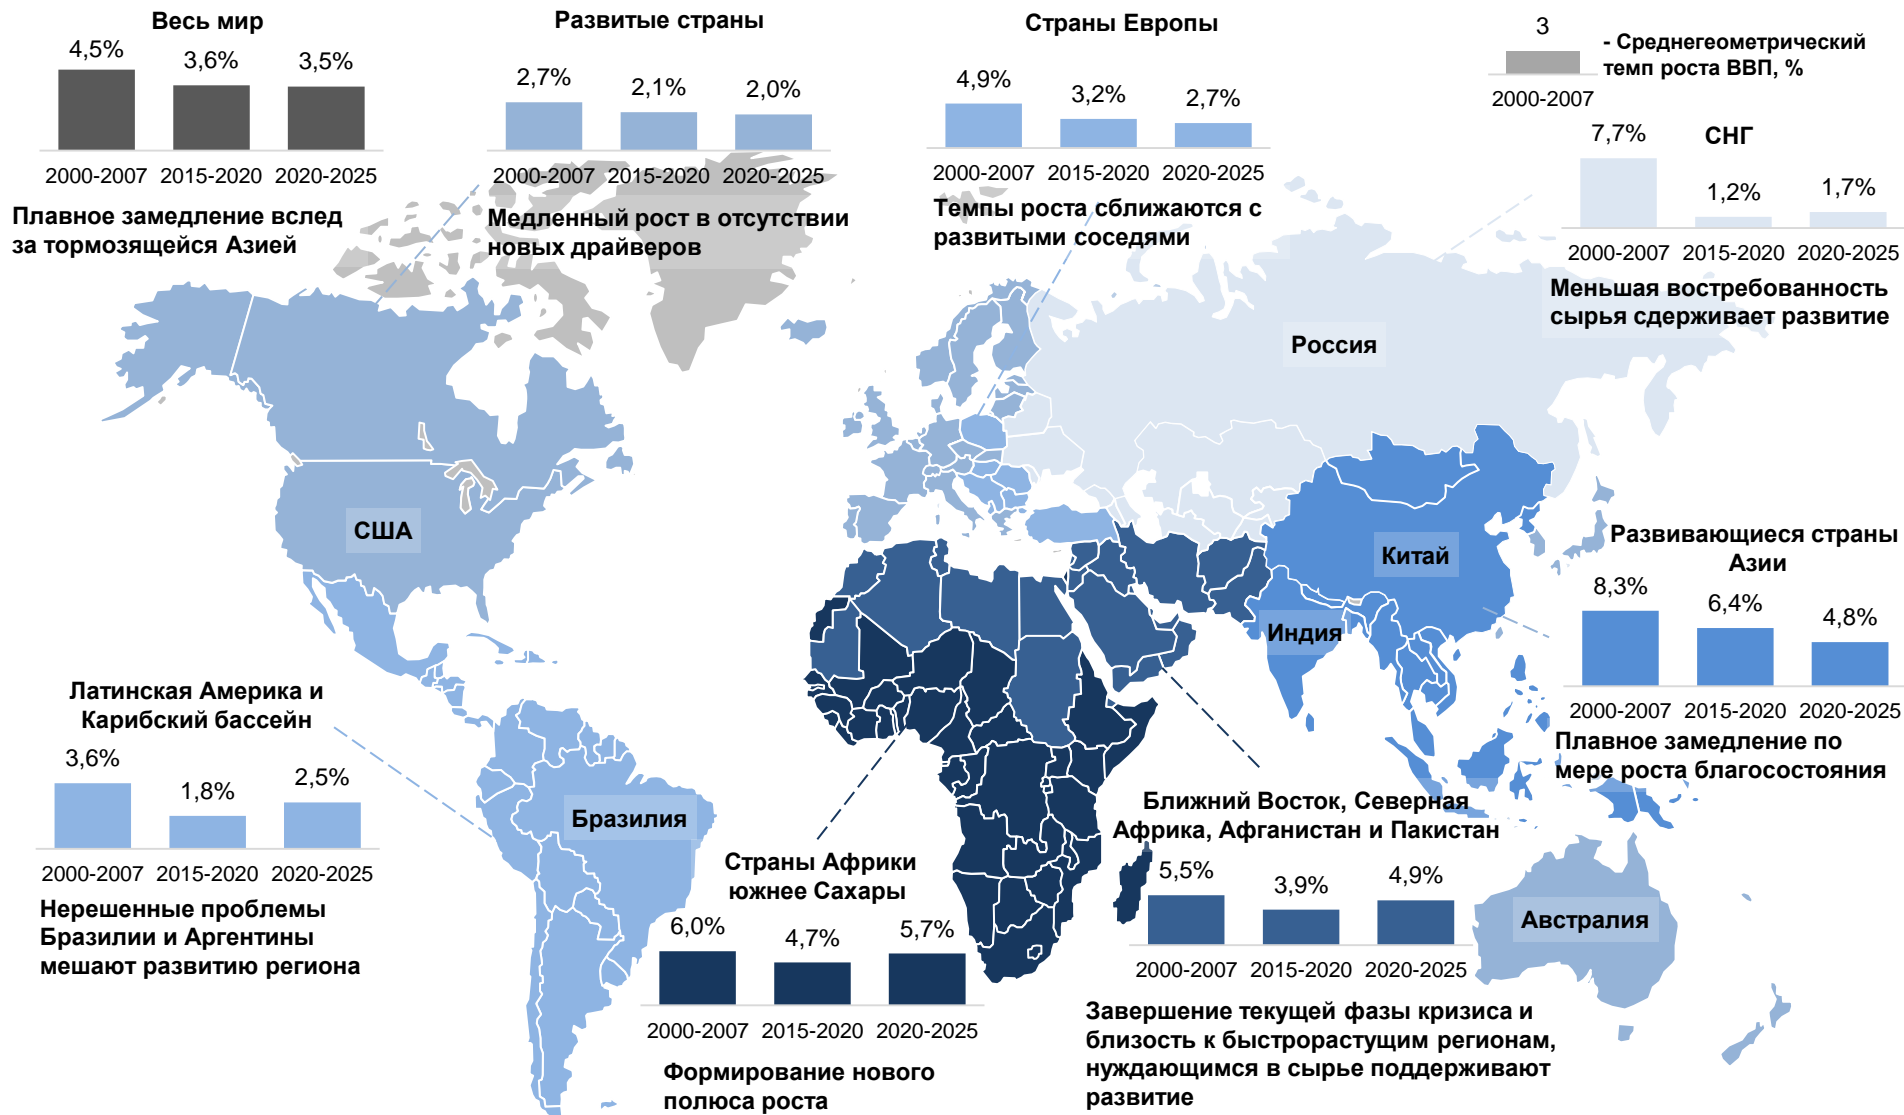 Весь мир
4,5%
3,6%
3,5%
2000-2007
2015-2020
2020-2025
Плавное замедление вслед
за тормозящейся Азией
Развитые страны
2,7%
2,1%
2,0%
2000-2007
2015-2020
2020-2025
Медленный рост в отсутствии
новых драйверов
Страны Европы
4,9%
3,2%
2,7%
2000-2007
2015-2020
2020-2025
Темпы роста сближаются с
развитыми соседями
3
2000-2007
- Среднегеометрический
темп роста ВВП, %
СНГ
7,7%
1,2%
1,7%
2000-2007
2015-2020
2020-2025
Меньшая востребованность
сырья сдерживает развитие
Россия
США
Китай
Индия
Развивающиеся страны
Азии
8,3%
6,4%
4,8%
2000-2007
2015-2020
2020-2025
Плавное замедление по
мере роста благосостояния
Латинская Америка и
Карибский бассейн
3,6%
1,8%
2,5%
2000-2007
2015-2020
2020-2025
Нерешенные проблемы
Бразилии и Аргентины
мешают развитию региона
Бразилия
Страны Африки
южнее Сахары
6,0%
4,7%
5,7%
2000-2007
2015-2020
2020-2025
Формирование нового
полюса роста
Ближний Восток, Северная
Африка, Афганистан и Пакистан
5,5%
3,9%
4,9%
2000-2007
2015-2020
2020-2025
Завершение текущей фазы кризиса и
близость к быстрорастущим регионам,
нуждающимся в сырье поддерживают
развитие
Австралия